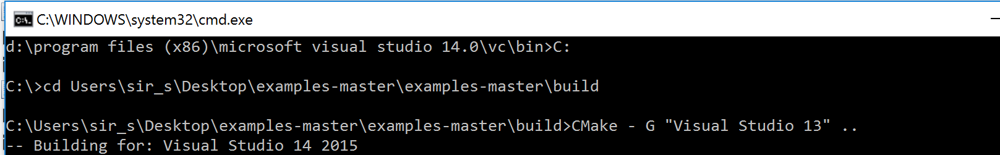 C:\WINDOWS\system32\cmd.exe
d:\program files (x86)\microsoft visual studio 14.0\vc\bin>C:
C:\>cd Users\sir_s\Desktop\examples-master\examples-master\build
C:\Users\sir_s\Desktop\examples-master\examples-master\build>CMake - G "Visual Studio 13" ..
-- Building for: Visual Studio 14 2015